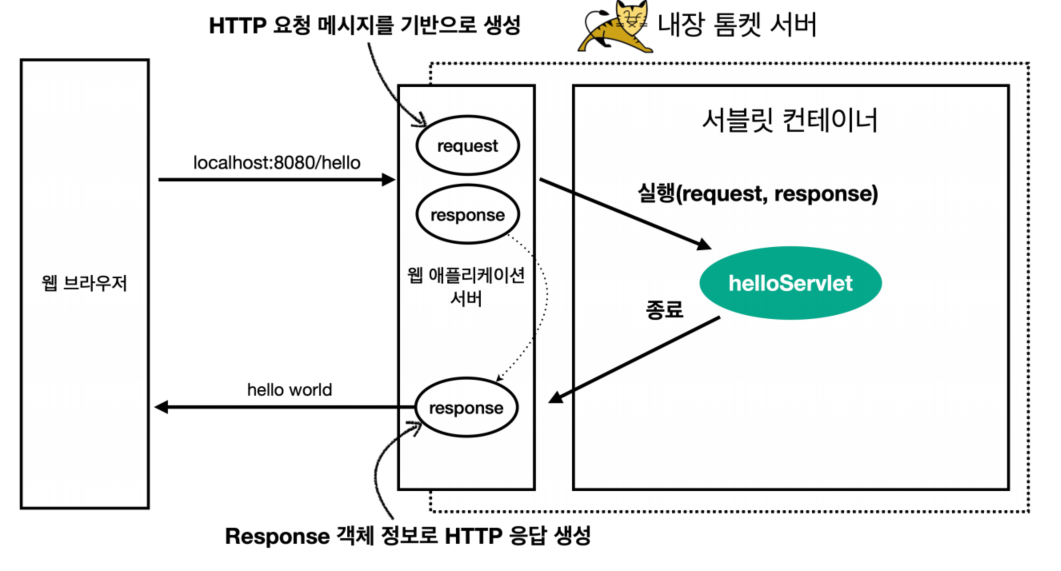 HTTP 요청 메시지를 기반으로 생성
내장 톰켓 서버
서블릿 컨테이너
request
localhost:8080/hello
실행(request, response)
response
웹 브라우저
웹 애플리케이션
서버
helloServlet
종료
hello world
response
Response 객체 정보로 HTTP 응답 생성